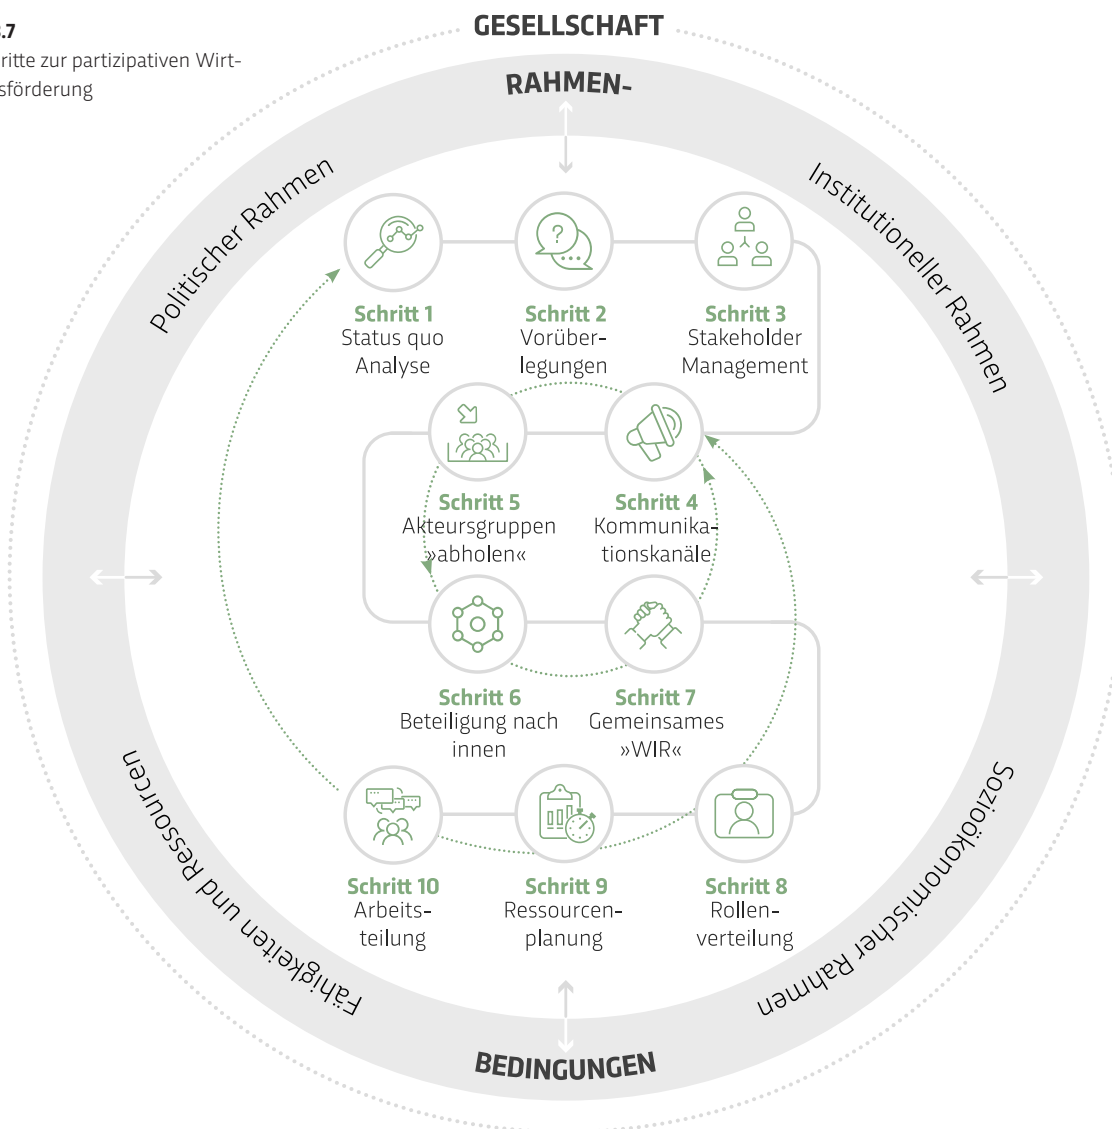 .7
ritte zur partizipativen Wirt-
sförderung
GESELLSCHAFT
RAHMEN-
Politischer Rahmen
Institutioneller Rahmen
Schritt 1
Status quo
Analyse
Schritt 2
Vorüber-
legungen
Schritt 3
Stakeholder
Management
Schritt 5
Akteursgruppen
»abholen«
Schritt 4
Kommunika-
tionskanäle
Schritt 6
Beteiligung nach
innen
Schritt 7
Gemeinsames
»WIR«
Schritt 10
Arbeits-
teilung
Schritt 9
Ressourcen-
planung
Schritt 8
Rollen-
verteilung
Fähigkeiten und Ressourcen
Sozioökonomischer Rahmen
BEDINGUNGEN